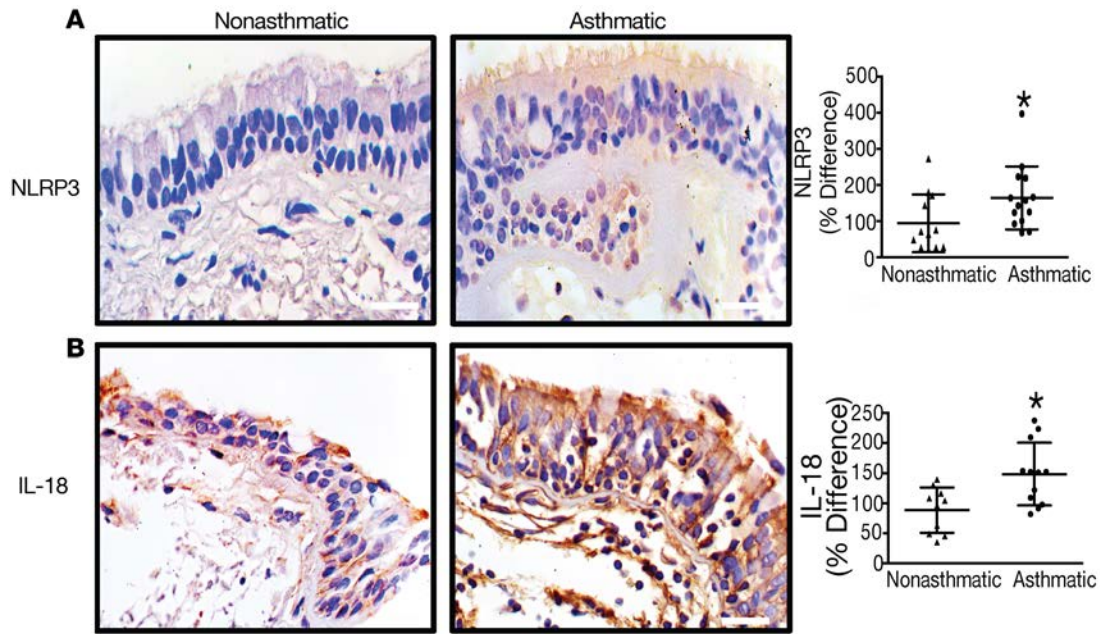 A
Nonasthmatic
Asthmatic
NLRP3
NLRP3
(% Difference)
500
400
300
200
100
0
*
Nonasthmatic
Asthmatic
B
IL-18
IL-18
(% Difference)
250
200
150
100
50
0
*
Nonasthmatic
Asthmatic